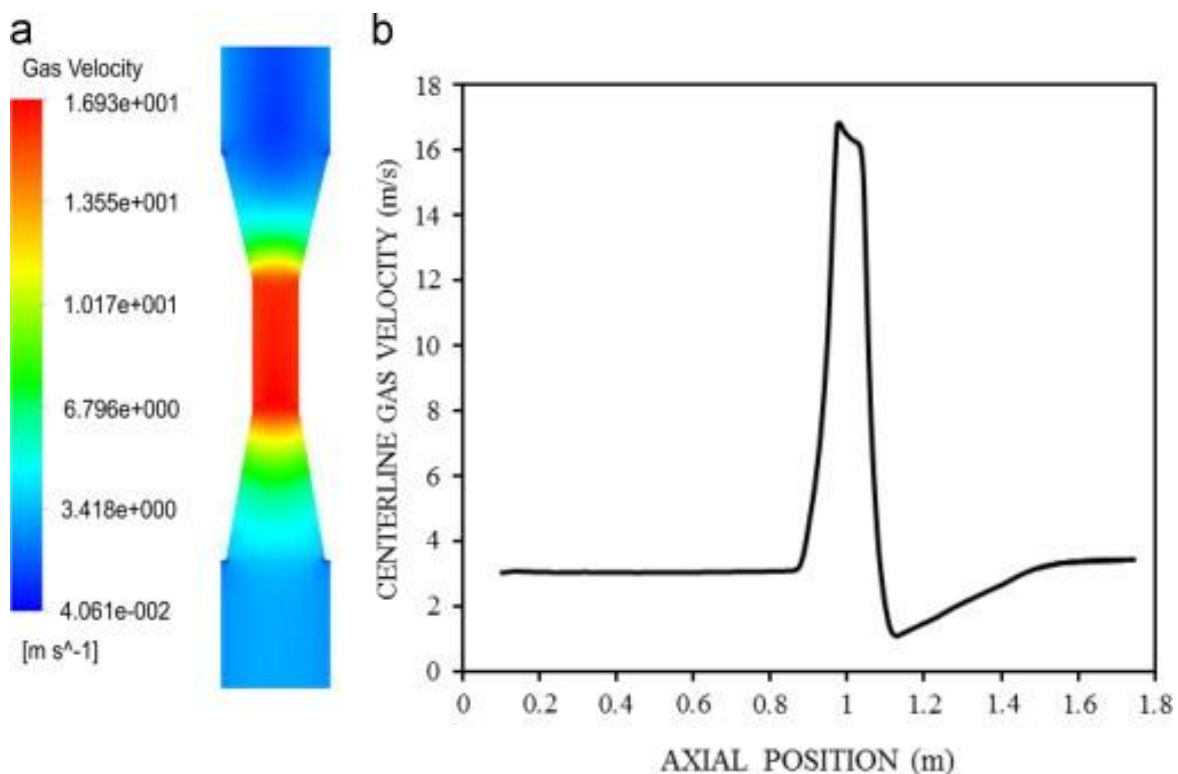 a
Gas Velocity
1.693e+001
1.355e+001
1.017e+001
6.796e+000
3.418e+000
4.061e-002
[m s^-1]
b
CENTERLINE GAS VELOCITY (m/s)
18
16
14
12
10
8
6
4
2
0
0 0.2 0.4 0.6 0.8 1 1.2 1.4 1.6 1.8
AXIAL POSITION (m)